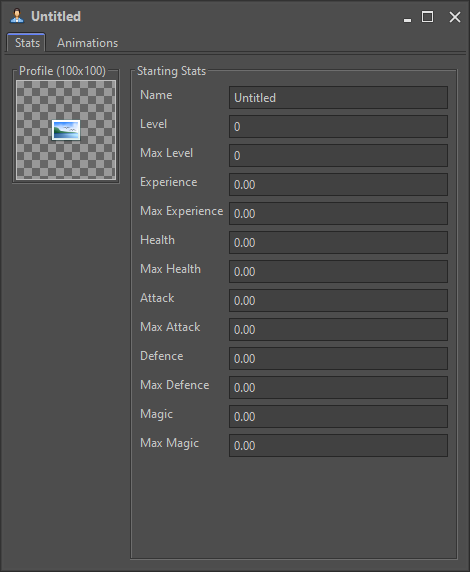 Untitled
Stats Animations
Profile (100x100)
Starting Stats
Name Untitled
Level 0
Max Level 0
Experience 0.00
Max Experience 0.00
Health 0.00
Max Health 0.00
Attack 0.00
Max Attack 0.00
Defence 0.00
Max Defence 0.00
Magic 0.00
Max Magic 0.00